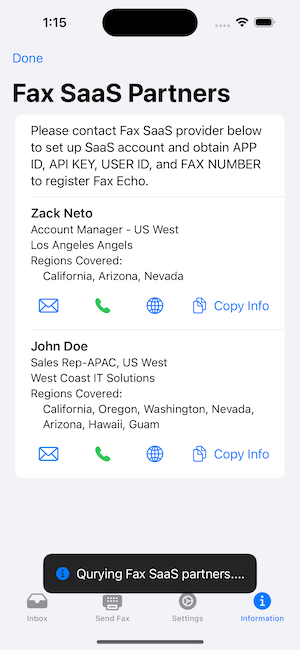 1:15
Done
Fax SaaS Partners
Please contact Fax SaaS provider below
to set up SaaS account and obtain APP
ID, API KEY, USER ID, and FAX NUMBER
to register Fax Echo.
Zack Neto
Account Manager - US West
Los Angeles Angels
Regions Covered:
California, Arizona, Nevada
Copy Info
John Doe
Sales Rep-APAC, US West
West Coast IT Solutions
Regions Covered:
California, Oregon, Washington, Nevada,
Arizona, Hawaii, Guam
Copy Info
Qurying Fax SaaS partners....
Inbox Send Fax Settings Information